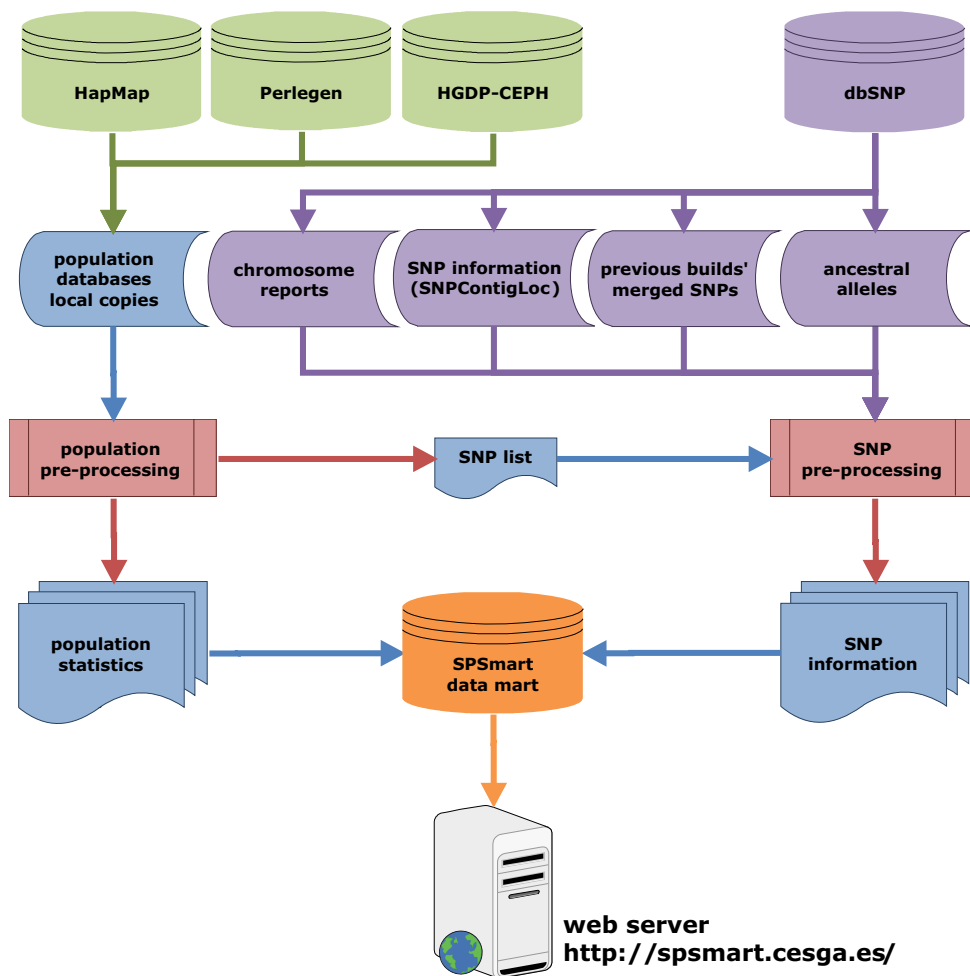 HapMap
Perlegen
HGDP-CEPH
dbSNP
population
databases
local copies
chromosome
reports
SNP information
(SNPContigLoc)
previous builds'
merged SNPs
ancestral
alleles
population
pre-processing
SNP list
SNP
pre-processing
population
statistics
SPSmart
data mart
SNP
information
web server
http://spsmart.cesga.es/